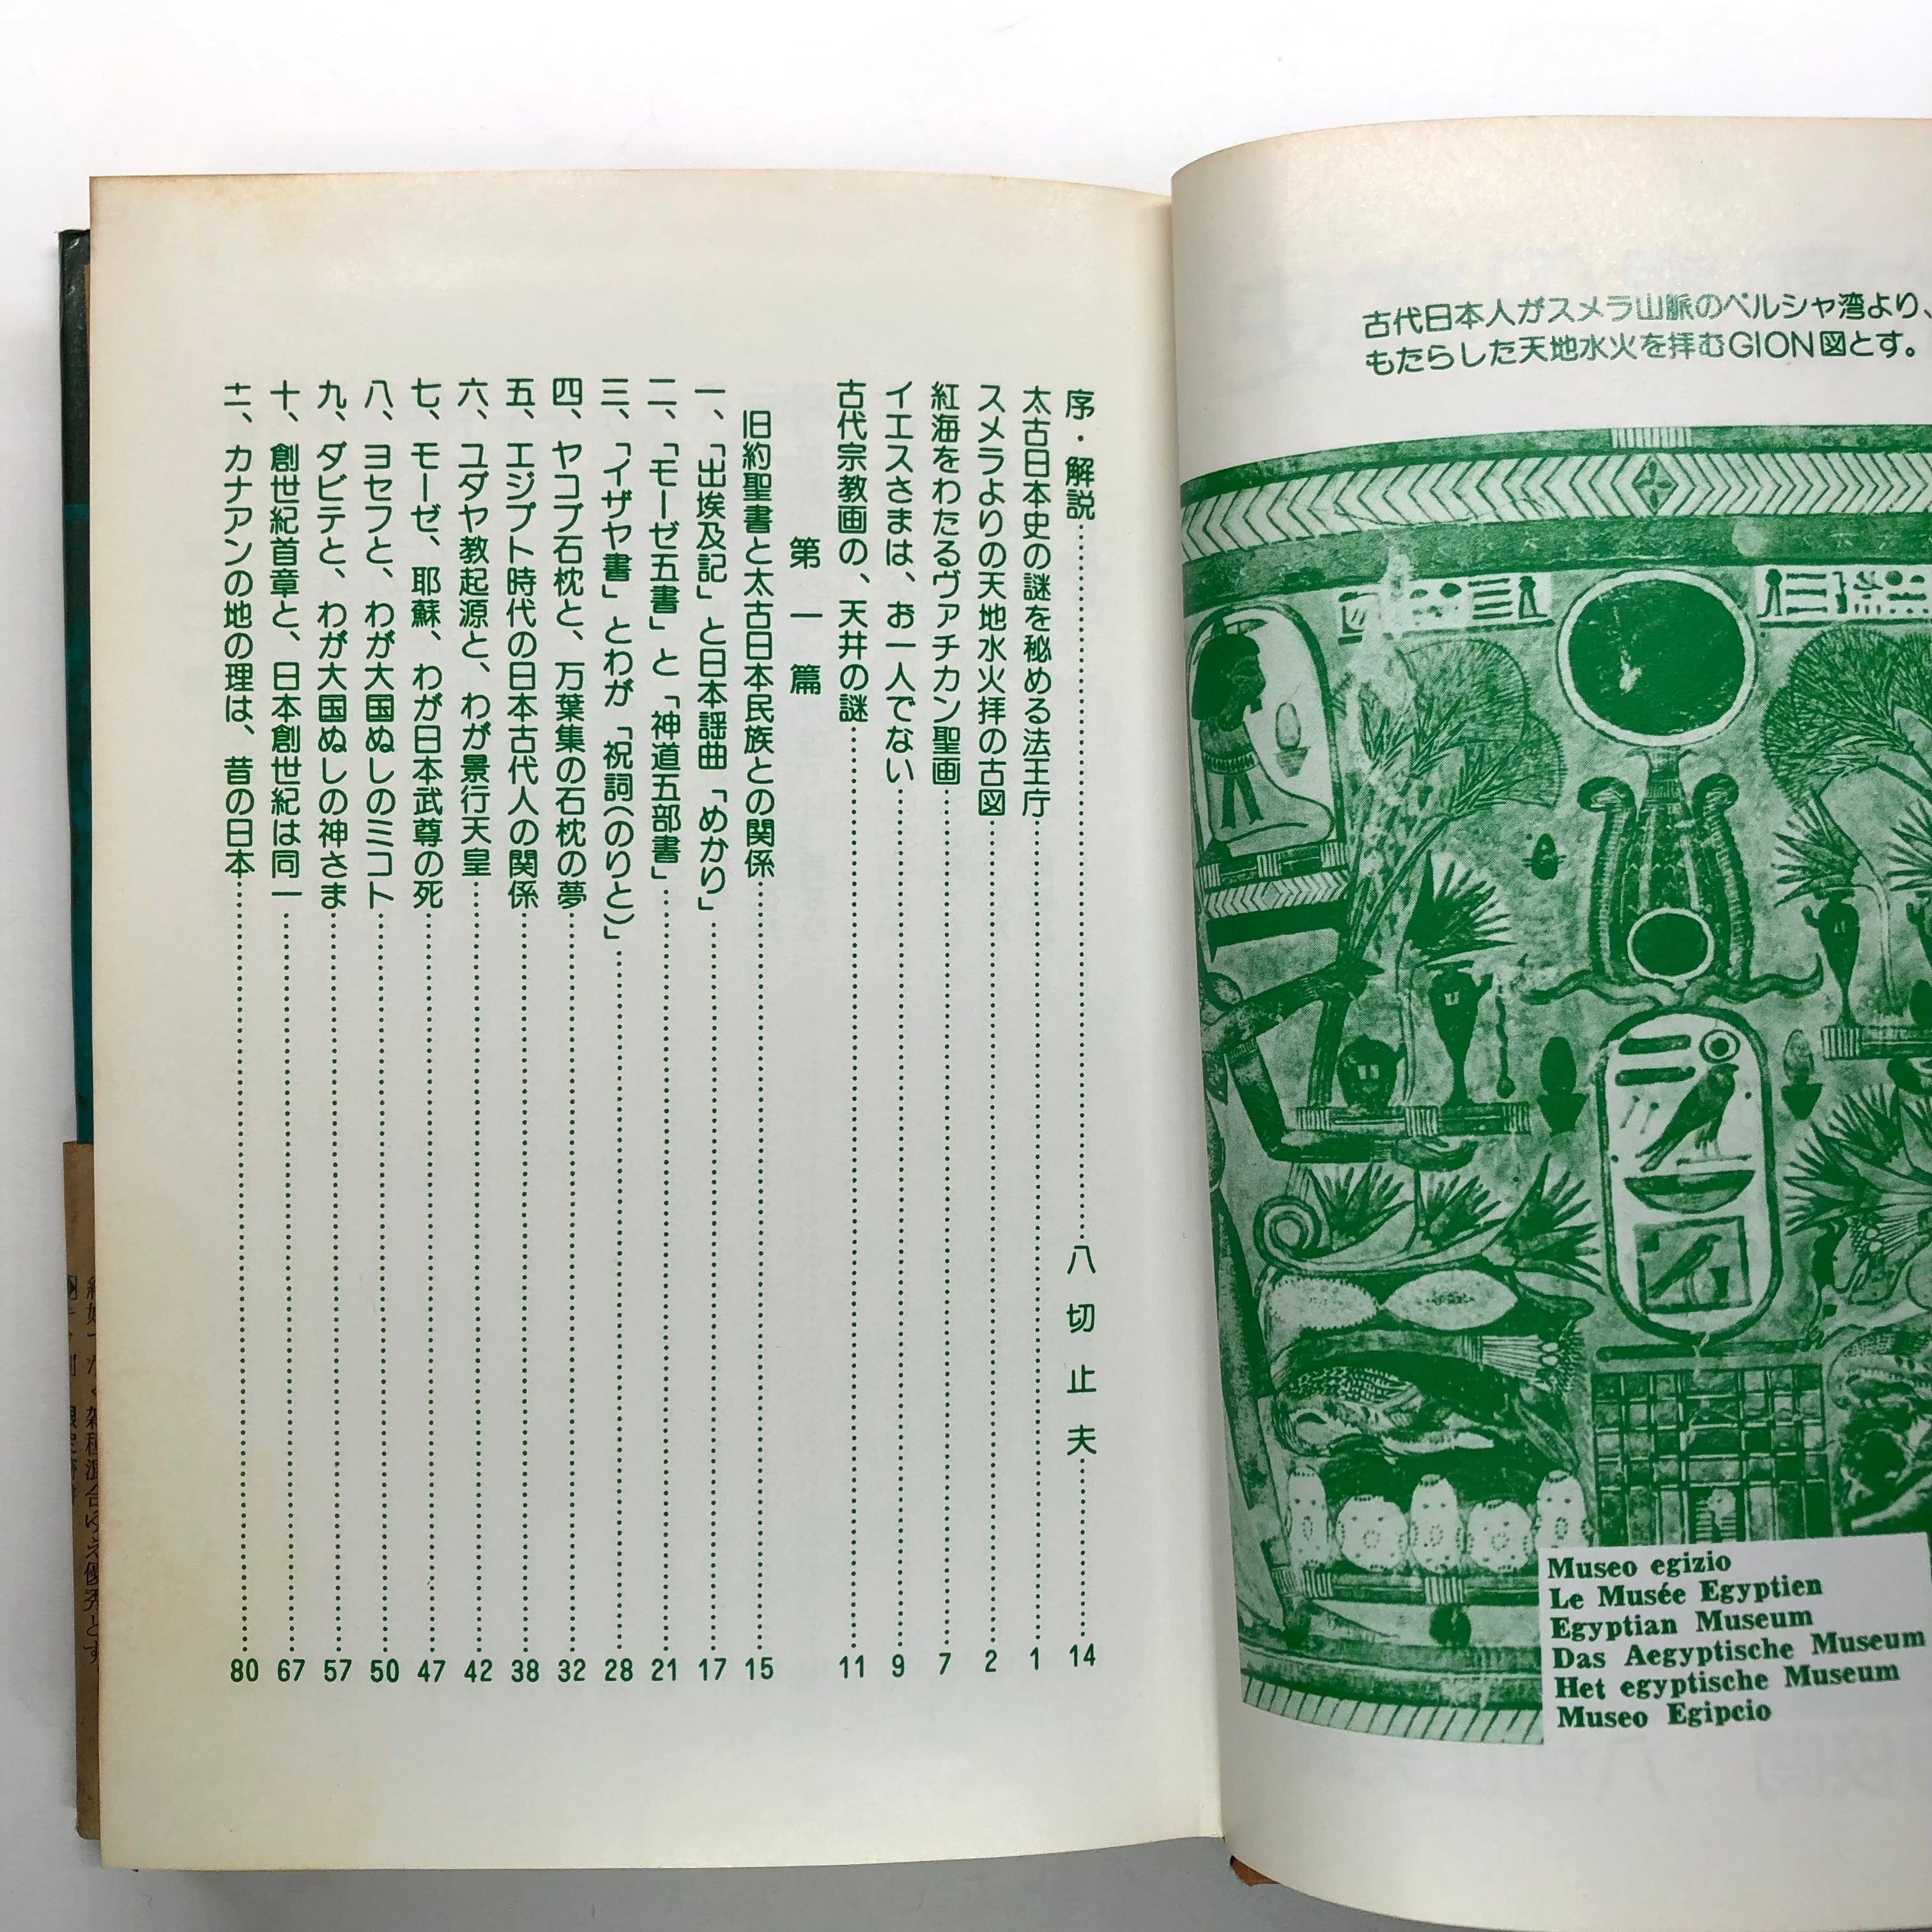 古代日本人がスメラ山脈のペルシャ湾より、
もたらした天地水火を拝むGION図とす。
Museo egizio
Le Musée Egyptien
Egyptian Museum
Das Aegyptische Museum
Het egyptische Museum
Museo Egipcio
序・解説 八切止夫 14
太古日本史の謎を秘める法王庁 1
スメラよりの天地水火拝の古図 2
紅海をわたるヴァチカン聖画 7
イエスさまは、お一人でない 9
古代宗教画の、天井の謎 11
第一篇
旧約聖書と太古日本民族との関係 15
一、「出埃及記」と日本謡曲「めかり」 17
二、「モーゼ五書」と「神道五部書」 21
三、「イザヤ書」とわが「祝詞(のりと)」 28
四、ヤコブ石枕と、万葉集の石枕の夢 32
五、エジプト時代の日本古代人の関係 38
六、ユダヤ教起源と、わが景行天皇 42
七、モーゼ、耶蘇、わが日本武尊の死 47
八、ヨセフと、わが大国ぬしのミコト 50
九、ダビテと、わが大国ぬしの神さま 57
十、創世紀首章と、日本創世紀は同一 67
十一、カナアンの地の理は、昔の日本 80